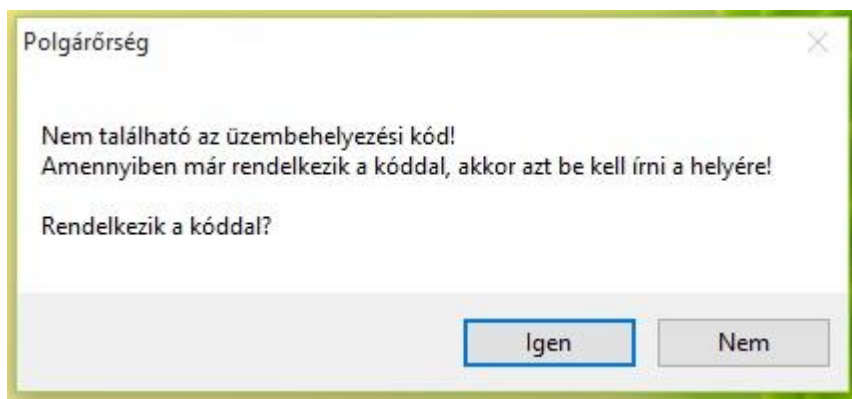 Polgárőrség
Nem található az üzembehelyezési kód!
Amennyiben már rendelkezik a kóddal, akkor azt be kell írni a helyére!
Rendelkezik a kóddal?
Igen
Nem